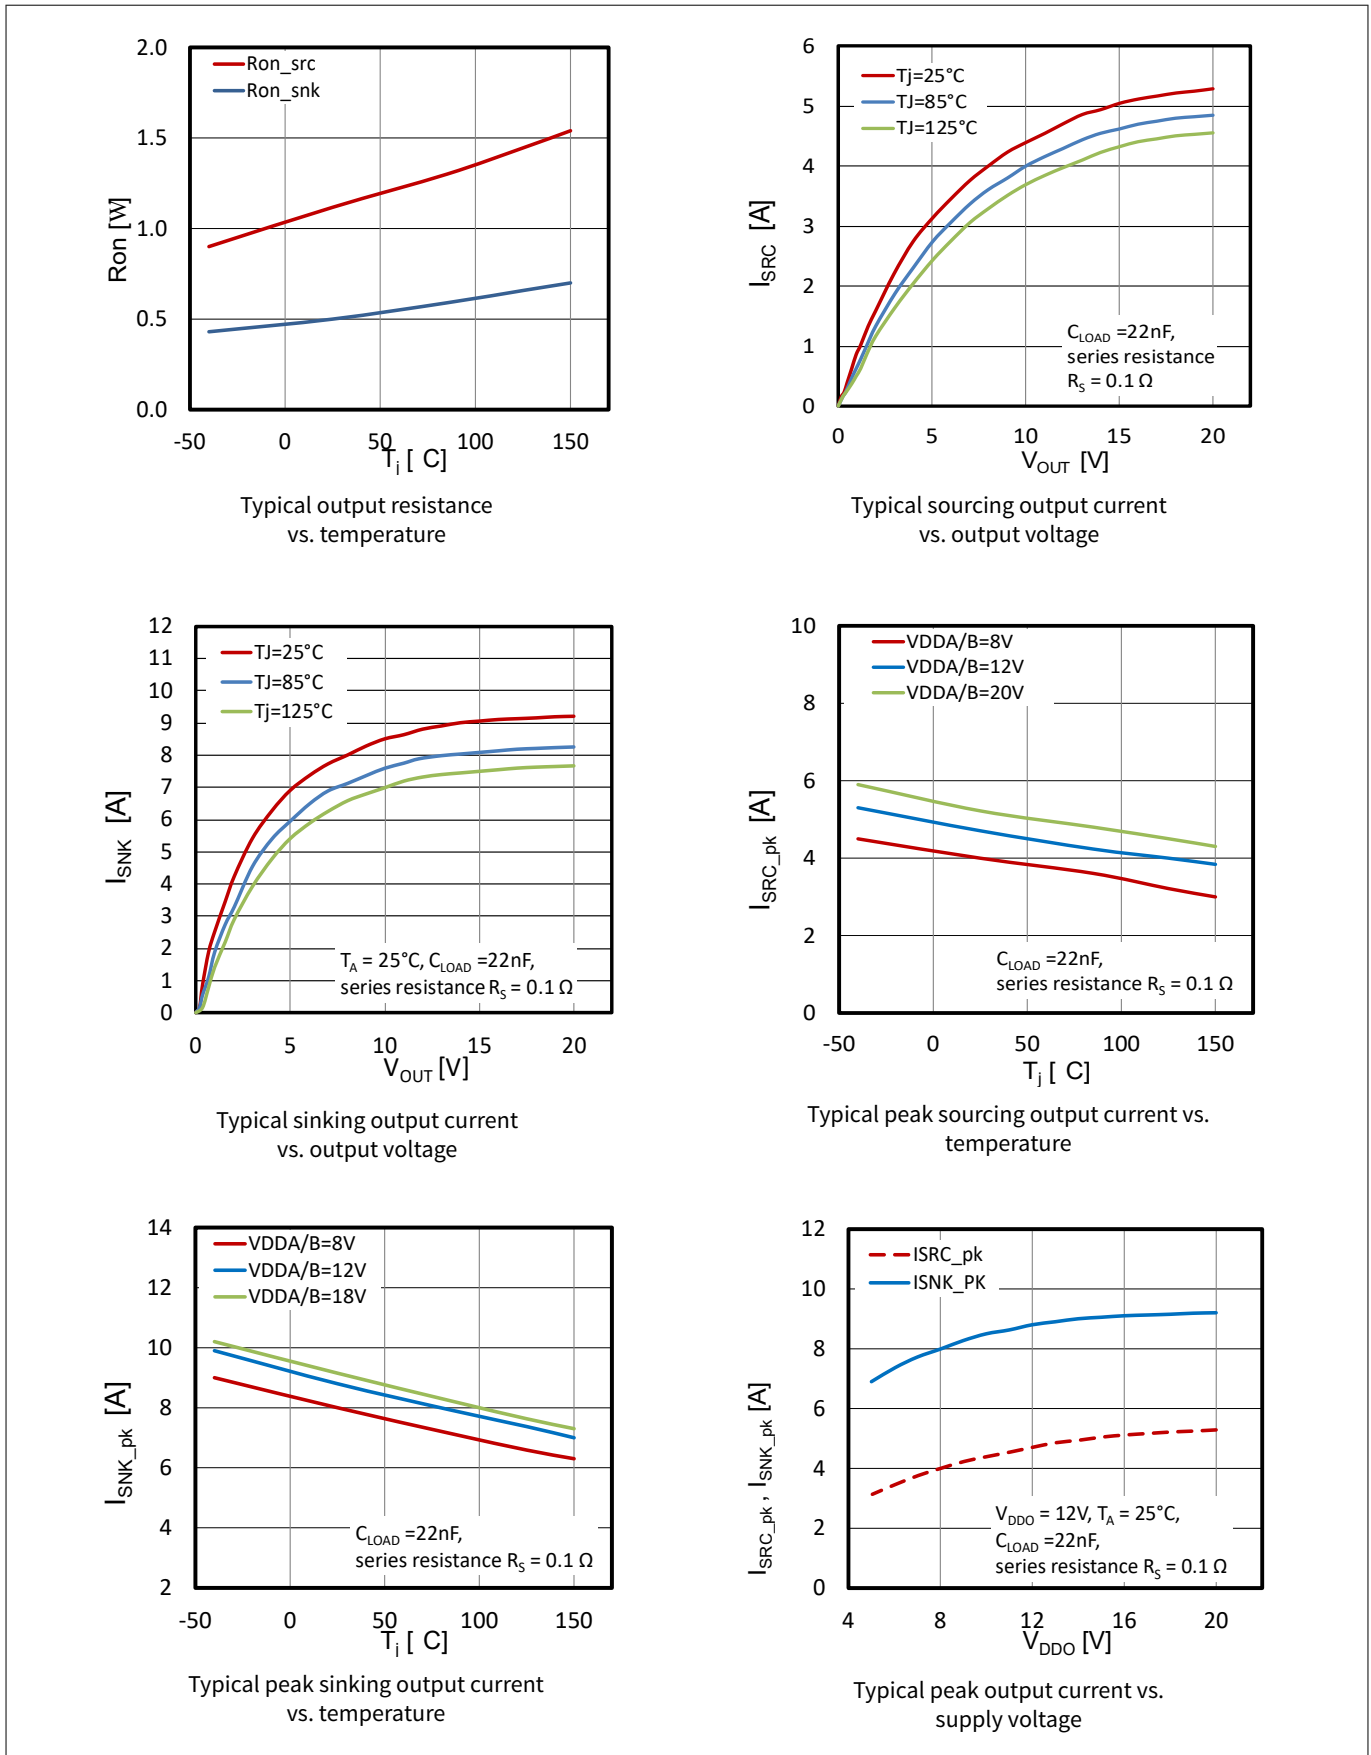 2.0
1.5
1.0
0.5
0.0
Ron [W]
Ron_src
Ron_snk
-50 0 50 100 150
Tj [ C]
Typical output resistance
vs. temperature
6
5
4
3
2
1
0
ISRC [A]
Tj=25°C
TJ=85°C
TJ=125°C
CLOAD =22nF,
series resistance
RS = 0.1 Ω
0 5 10 15 20
VOUT [V]
Typical sourcing output current
vs. output voltage
12
11
10
9
8
7
6
5
4
3
2
1
0
ISNK [A]
TJ=25°C
TJ=85°C
Tj=125°C
TA = 25°C, CLOAD =22nF,
series resistance RS = 0.1 Ω
0 5 10 15 20
VOUT [V]
Typical sinking output current
vs. output voltage
10
8
6
4
2
0
ISRC_pk [A]
VDDA/B=8V
VDDA/B=12V
VDDA/B=20V
CLOAD =22nF,
series resistance RS = 0.1 Ω
-50 0 50 100 150
Tj [ C]
Typical peak sourcing output current vs.
temperature
14
12
10
8
6
4
2
ISNK_pk [A]
VDDA/B=8V
VDDA/B=12V
VDDA/B=18V
CLOAD =22nF,
series resistance RS = 0.1 Ω
-50 0 50 100 150
Tj [ C]
Typical peak sinking output current
vs. temperature
12
10
8
6
4
2
0
ISRC_pk , ISNK_pk [A]
ISRC_pk
ISNK_PK
VDDO = 12V, TA = 25°C,
CLOAD =22nF,
series resistance RS = 0.1 Ω
4 8 12 16 20
VDDO [V]
Typical peak output current vs.
supply voltage